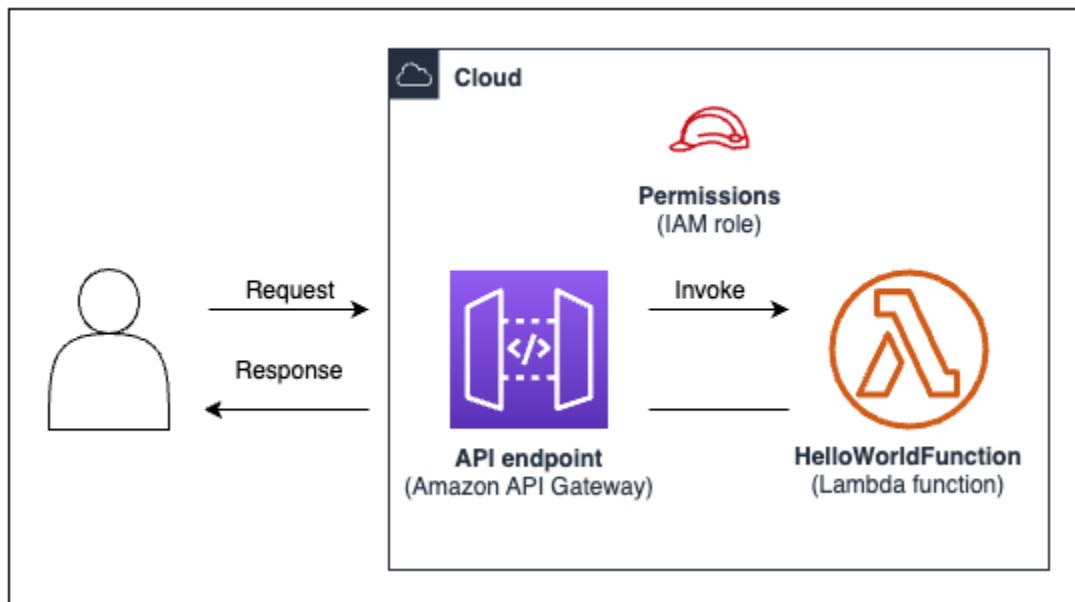 Cloud
Permissions
(IAM role)
Request
Invoke
Response
</>
API endpoint
(Amazon API Gateway)
HelloWorldFunction
(Lambda function)